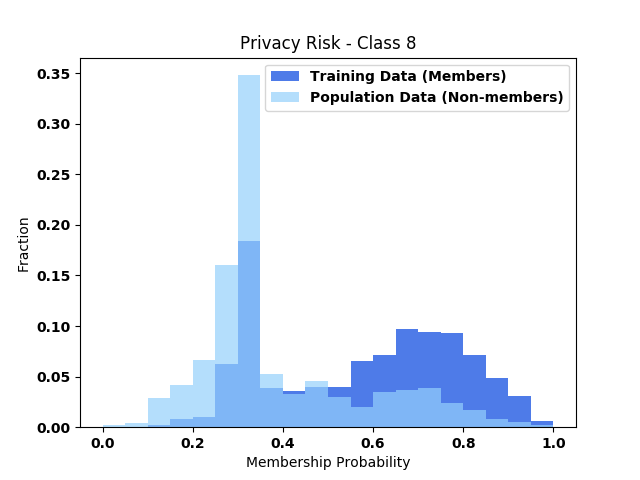 Privacy Risk - Class 8
Training Data (Members)
Population Data (Non-members)
Fraction
0.35
0.30
0.25
0.20
0.15
0.10
0.05
0.00
0.0 0.2 0.4 0.6 0.8 1.0
Membership Probability